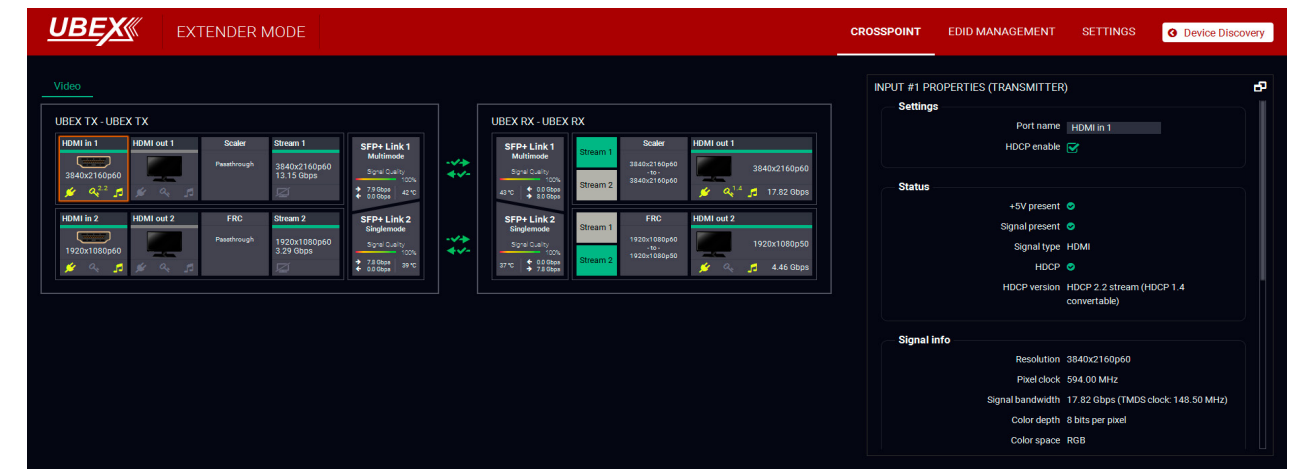 UBEX EXTENDER MODE CROSSPOINT EDID MANAGEMENT SETTINGS Device Discovery
Video
UBEX TX - UBEX TX
HDMI in 1
3840x2160p60
2.2
HDMI out 1
Scaler
Passthrough
Stream 1
3840x2160p60
13.15 Gbps
SFP+ Link 1
Multimode
Signal Quality
100%
7.9 Gbps
0.0 Gbps
42 °C
HDMI in 2
1920x1080p60
HDMI out 2
FRC
Passthrough
Stream 2
1920x1080p60
3.29 Gbps
SFP+ Link 2
Singlemode
Signal Quality
100%
7.8 Gbps
0.0 Gbps
39 °C
UBEX RX - UBEX RX
SFP+ Link 1
Multimode
Signal Quality
100%
43 °C
0.0 Gbps
8.0 Gbps
Stream 1
Stream 2
Scaler
3840x2160p60
- to -
3840x2160p60
HDMI out 1
3840x2160p60
1.4
17.82 Gbps
SFP+ Link 2
Singlemode
Signal Quality
100%
37 °C
0.0 Gbps
7.8 Gbps
Stream 1
Stream 2
FRC
1920x1080p60
- to -
1920x1080p50
HDMI out 2
1920x1080p50
4.46 Gbps
INPUT #1 PROPERTIES (TRANSMITTER)
Settings
Port name HDMI in 1
HDCP enable
Status
+5V present
Signal present
Signal type HDMI
HDCP
HDCP version HDCP 2.2 stream (HDCP 1.4
convertable)
Signal info
Resolution 3840x2160p60
Pixel clock 594.00 MHz
Signal bandwidth 17.82 Gbps (TMDS clock: 148.50 MHz)
Color depth 8 bits per pixel
Color space RGB